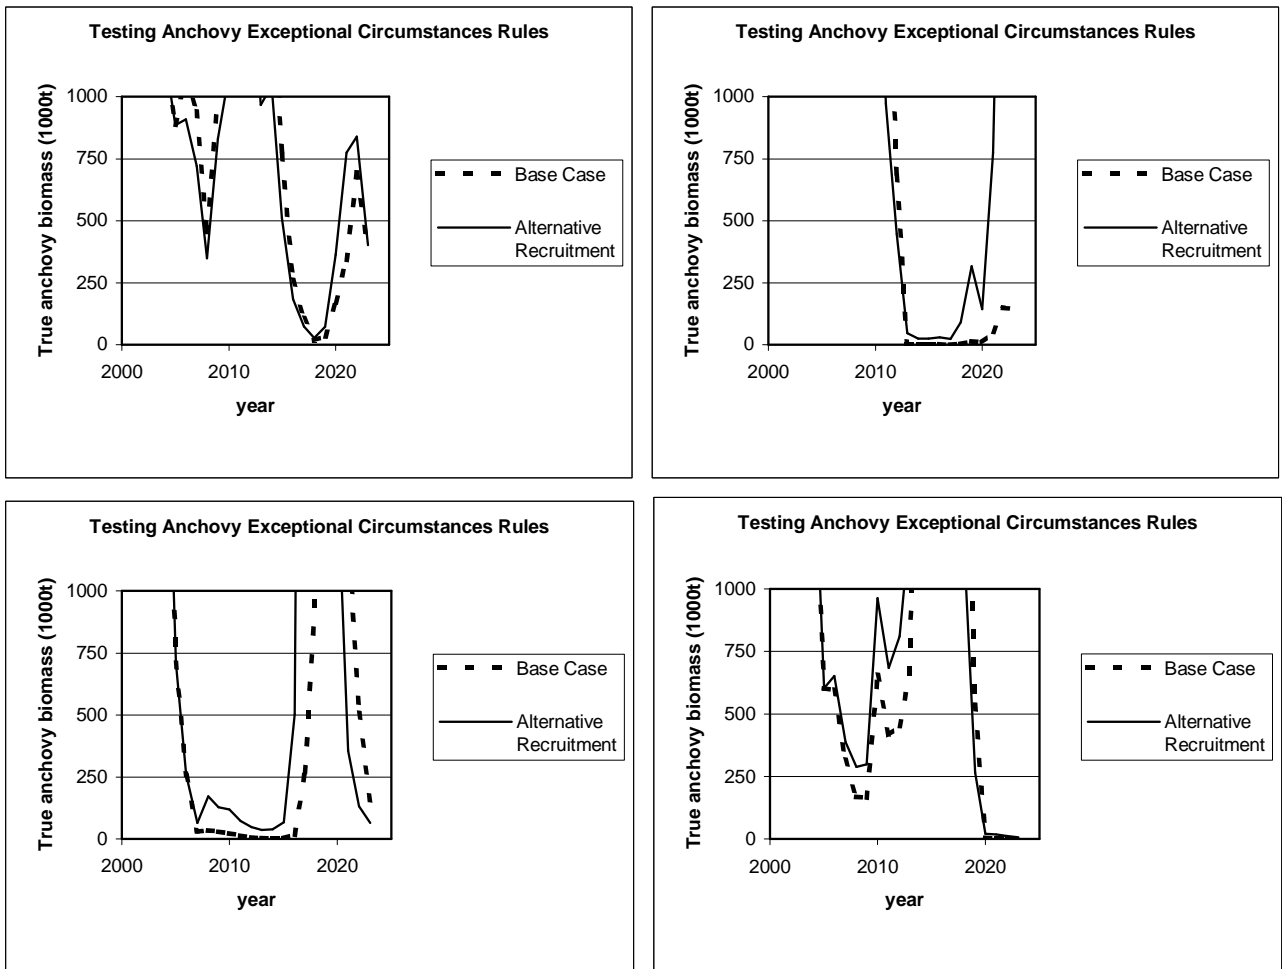 Testing Anchovy Exceptional Circumstances Rules
True anchovy biomass (1000t)
1000
750
500
250
0
2000 2010 2020
year
Base Case
Alternative
Recruitment
Testing Anchovy Exceptional Circumstances Rules
True anchovy biomass (1000t)
1000
750
500
250
0
2000 2010 2020
year
Base Case
Alternative
Recruitment
Testing Anchovy Exceptional Circumstances Rules
True anchovy biomass (1000t)
1000
750
500
250
0
2000 2010 2020
year
Base Case
Alternative
Recruitment
Testing Anchovy Exceptional Circumstances Rules
True anchovy biomass (1000t)
1000
750
500
250
0
2000 2010 2020
year
Base Case
Alternative
Recruitment